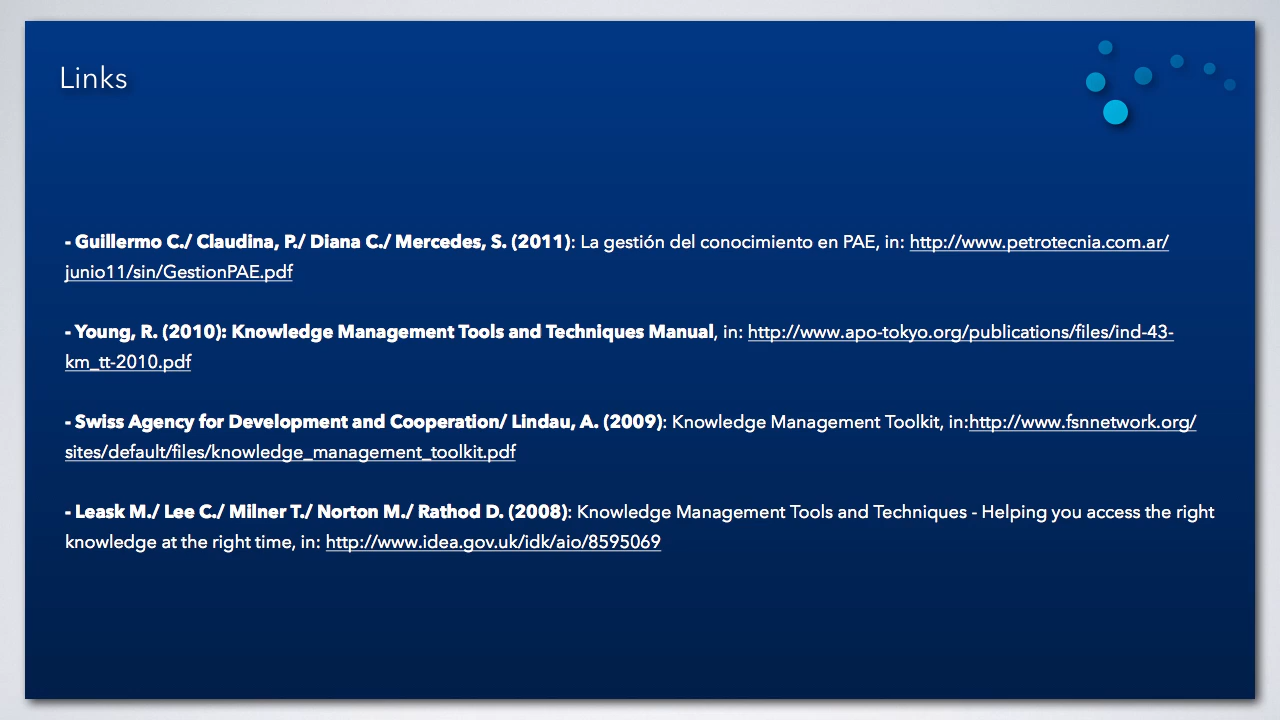 Links
- Guillermo C./ Claudina, P./ Diana C./ Mercedes, S. (2011): La gestión del conocimiento en PAE, in: http://www.petrotecnia.com.ar/
junio11/sin/GestionPAE.pdf
- Young, R. (2010): Knowledge Management Tools and Techniques Manual, in: http://www.apo-tokyo.org/publications/files/ind-43-
km_tt-2010.pdf
- Swiss Agency for Development and Cooperation/ Lindau, A. (2009): Knowledge Management Toolkit, in:http://www.fsnnetwork.org/
sites/default/files/knowledge_management_toolkit.pdf
- Leask M./ Lee C./ Milner T./ Norton M./ Rathod D. (2008): Knowledge Management Tools and Techniques - Helping you access the right
knowledge at the right time, in: http://www.idea.gov.uk/idk/aio/8595069